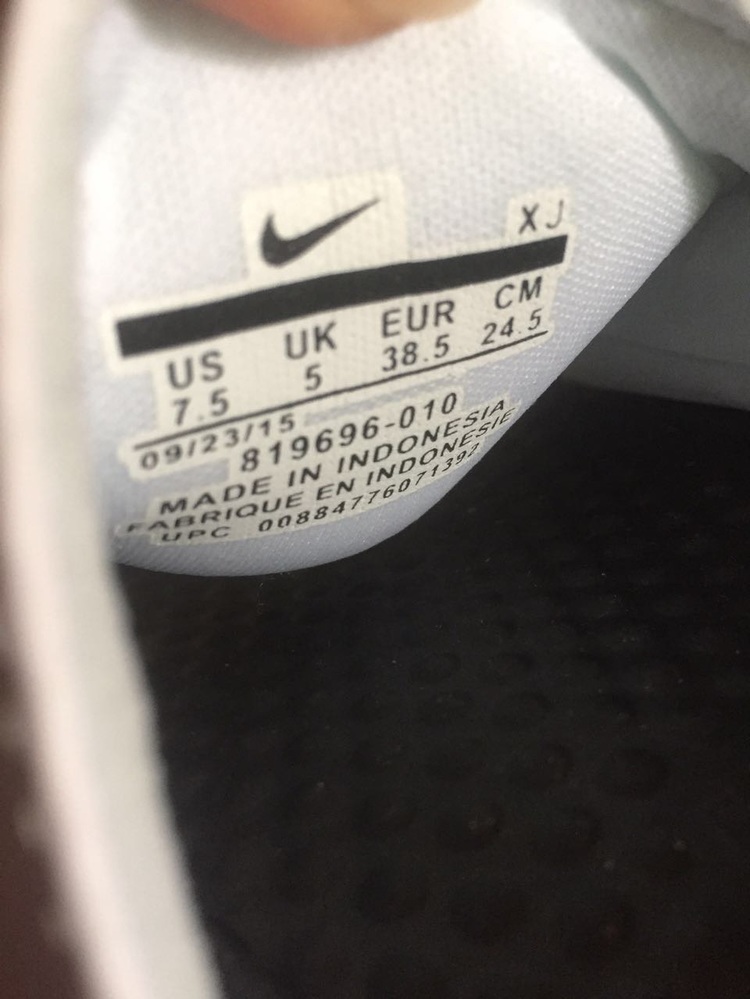 XJ
US UK EUR CM
7.5 5 38.5 24.5
09/23/15
819696-010
MADE IN INDONESIA
FABRIQUE EN INDONESIE
UPC 00884776071392